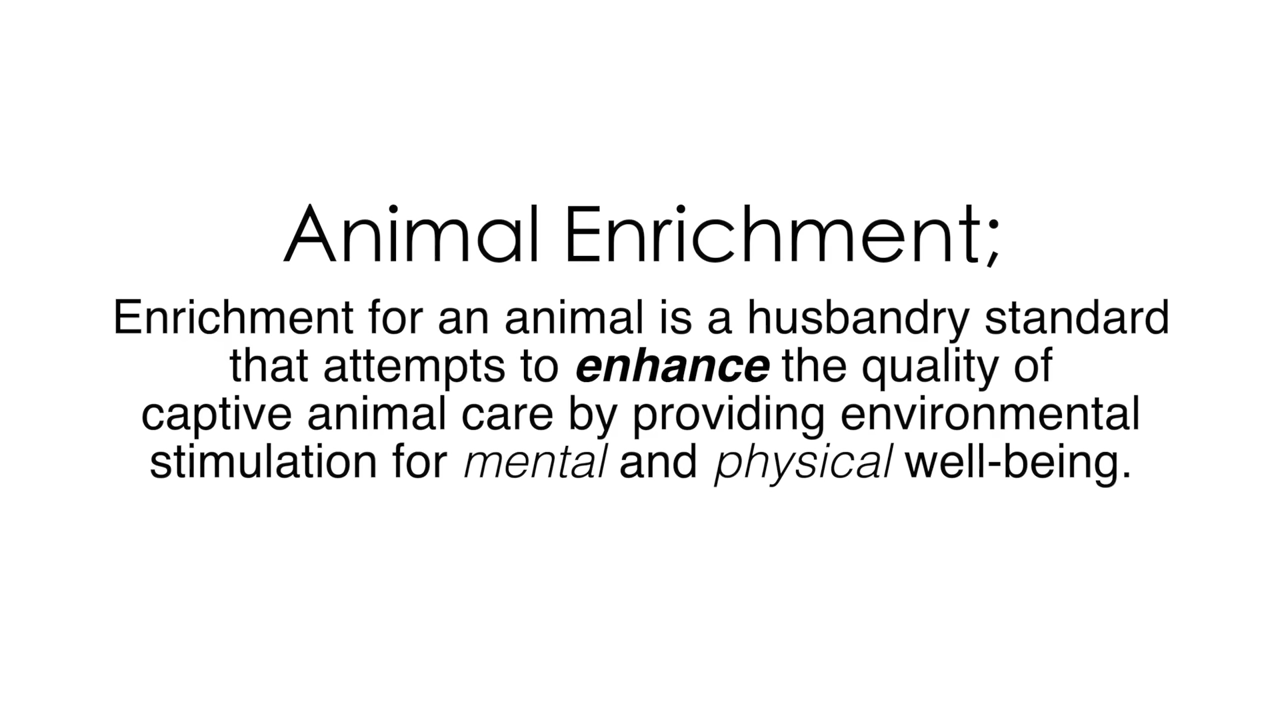 Animal Enrichment;
Enrichment for an animal is a husbandry standard
that attempts to enhance the quality of
captive animal care by providing environmental
stimulation for mental and physical well-being.